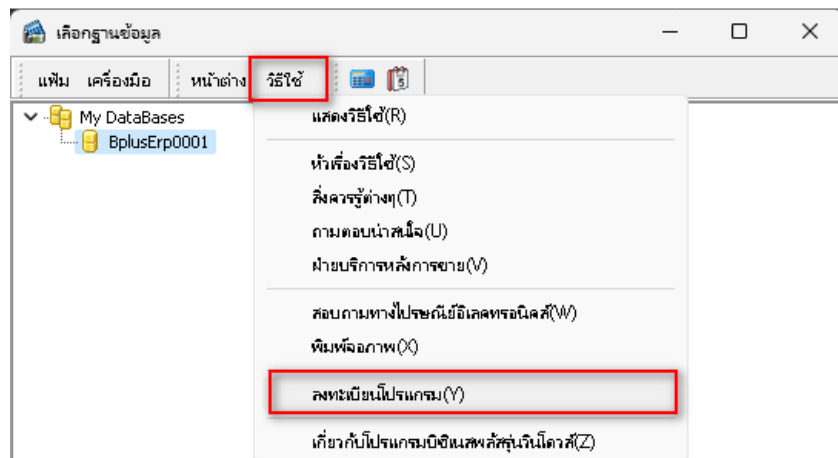 เลือกฐานข้อมูล
แฟ้ม เครื่องมือ หน้าต่าง วิธีใช้
My DataBases
BplusErp0001
แสดงวิธีใช้(R)
หัวเรื่องวิธีใช้(S)
สิ่งควรรู้ต่างๆ(T)
ถามตอบน่าสนใจ(U)
ฝ่ายบริการหลังการขาย(V)
สอบถามทางไปรษณีย์อิเลคทรอนิคส์(W)
พิมพ์จอภาพ(X)
ลงทะเบียนโปรแกรม(Y)
เกี่ยวกับโปรแกรมบิซิเนสพลัสรุ่นวินโดวส์(Z)